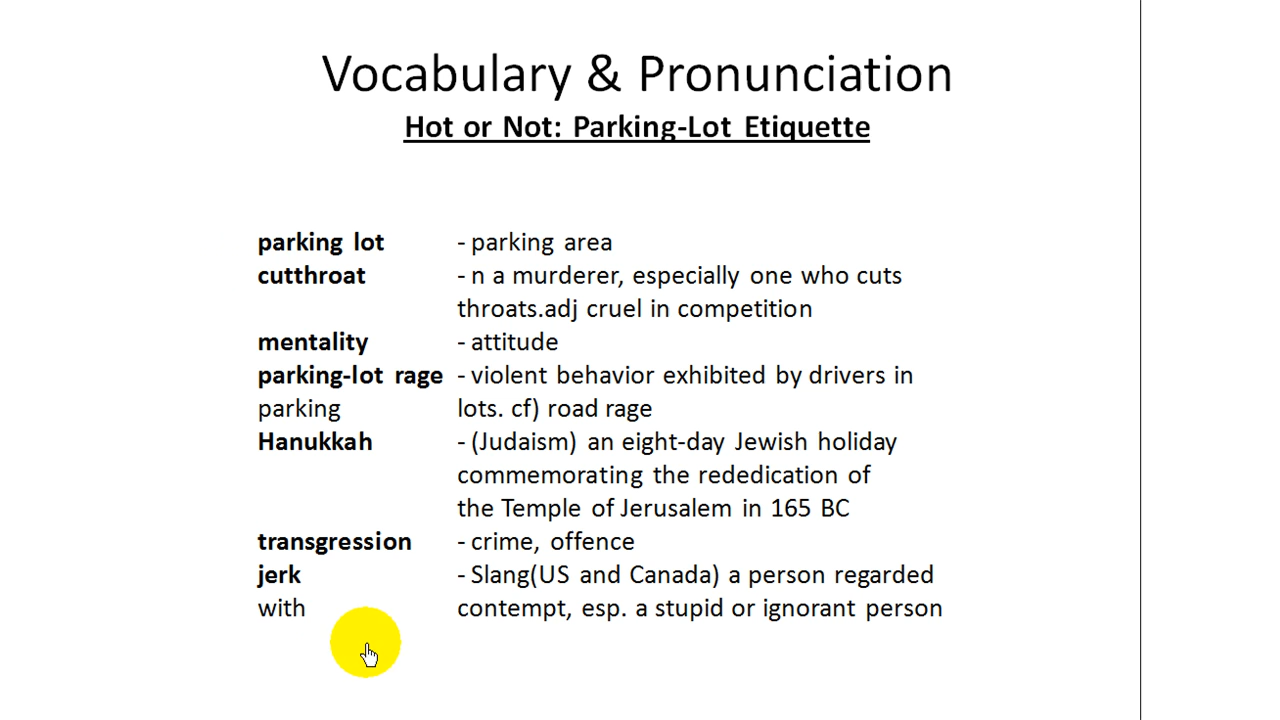 Vocabulary & Pronunciation
Hot or Not: Parking-Lot Etiquette
parking lot - parking area
cutthroat - n a murderer, especially one who cuts
throats.adj cruel in competition
mentality - attitude
parking-lot rage - violent behavior exhibited by drivers in
parking lots. cf) road rage
Hanukkah - (Judaism) an eight-day Jewish holiday
commemorating the rededication of
the Temple of Jerusalem in 165 BC
transgression - crime, offence
jerk - Slang(US and Canada) a person regarded
with contempt, esp. a stupid or ignorant person